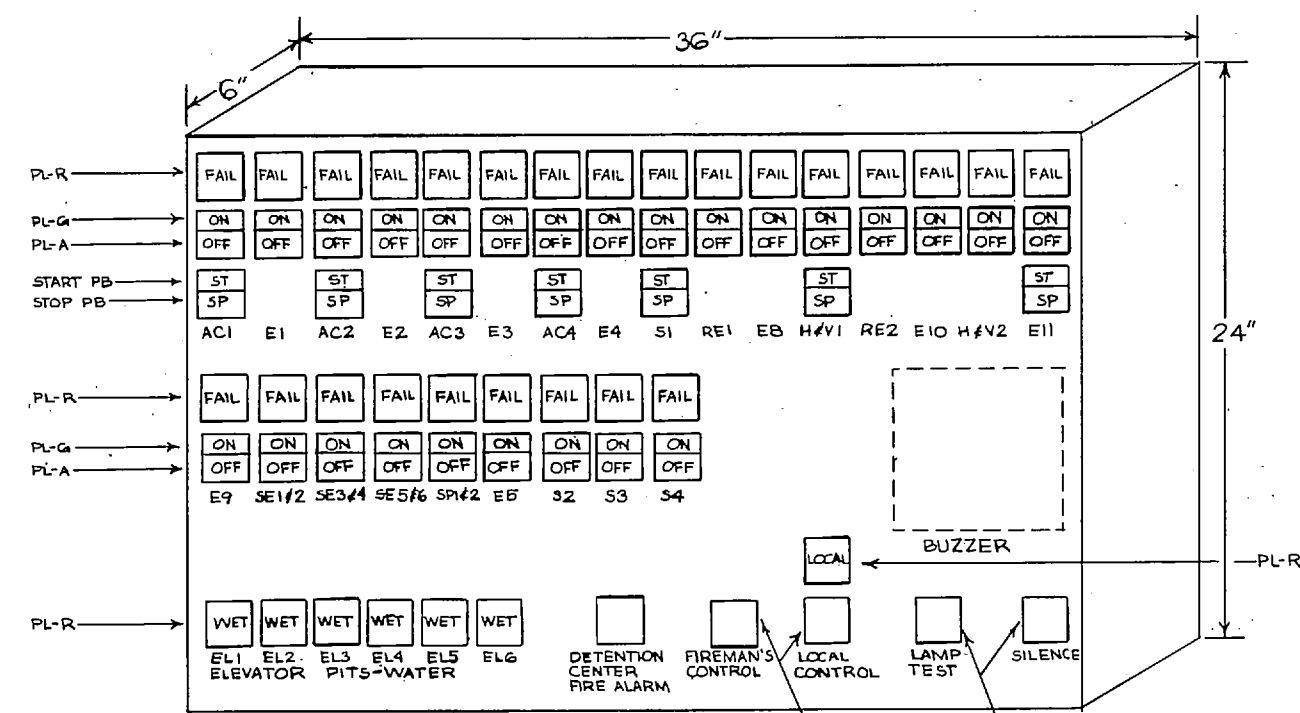 36"
6"
PL-R FAIL FAIL FAIL FAIL FAIL FAIL FAIL FAIL FAIL FAIL FAIL FAIL FAIL FAIL FAIL FAIL
PL-G ON ON ON ON ON ON ON ON ON ON ON ON ON ON ON ON
PL-A OFF OFF OFF OFF OFF OFF OFF OFF OFF OFF OFF OFF OFF OFF OFF OFF
START PB ST ST ST ST ST ST ST
STOP PB SP SP SP SP SP SP SP
AC1 E1 AC2 E2 AC3 E3 AC4 E4 S1 RE1 E8 H&V1 RE2 E10 H&V2 E11
24"
PL-R FAIL FAIL FAIL FAIL FAIL FAIL FAIL FAIL FAIL
PL-G ON ON ON ON ON ON ON ON ON
PL-A OFF OFF OFF OFF OFF OFF OFF OFF OFF
E9 SE1&2 SE3&4 SE5&6 SP1&2 E5 S2 S3 S4
BUZZER
LOCAL PL-R
PL-R WET WET WET WET WET WET
EL1 EL2 EL3 EL4 EL5 EL6
ELEVATOR PITS-WATER
DETENTION
CENTER
FIRE ALARM
FIREMAN'S
CONTROL
LOCAL
CONTROL
LAMP
TEST
SILENCE